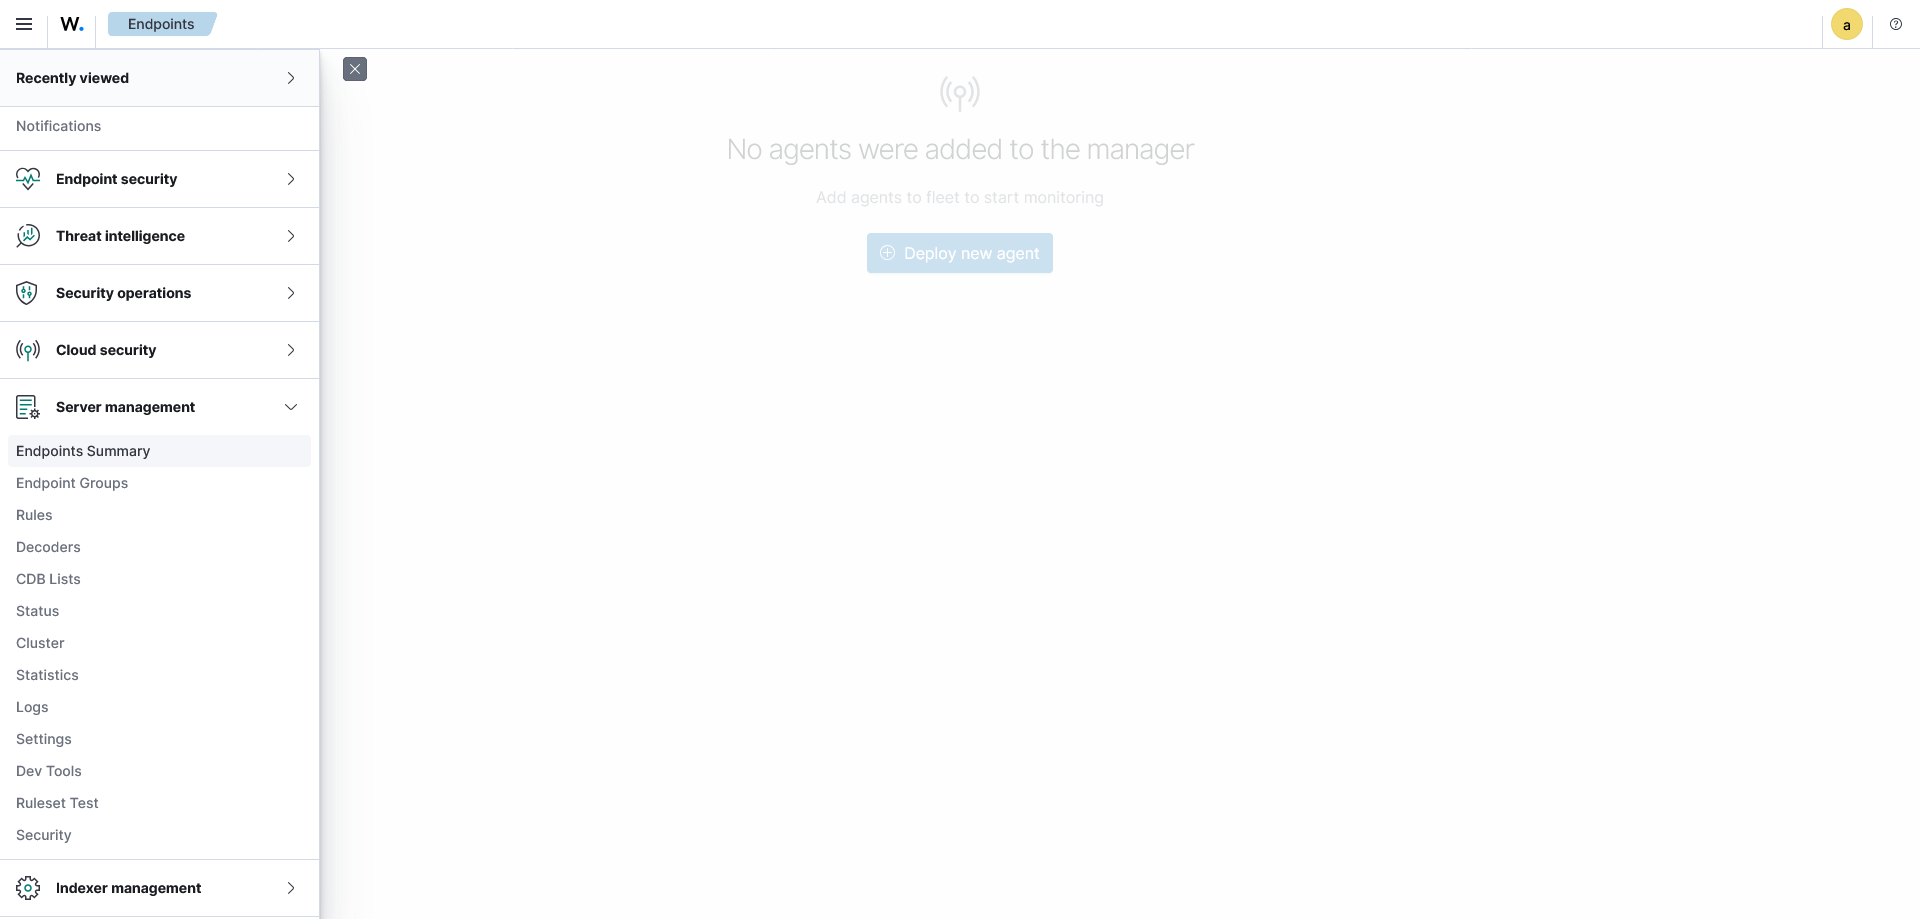 W.
Endpoints
a
Recently viewed
Notifications
Endpoint security
Threat intelligence
Security operations
Cloud security
Server management
Endpoints Summary
Endpoint Groups
Rules
Decoders
CDB Lists
Status
Cluster
Statistics
Logs
Settings
Dev Tools
Ruleset Test
Security
Indexer management
No agents were added to the manager
Add agents to fleet to start monitoring
Deploy new agent